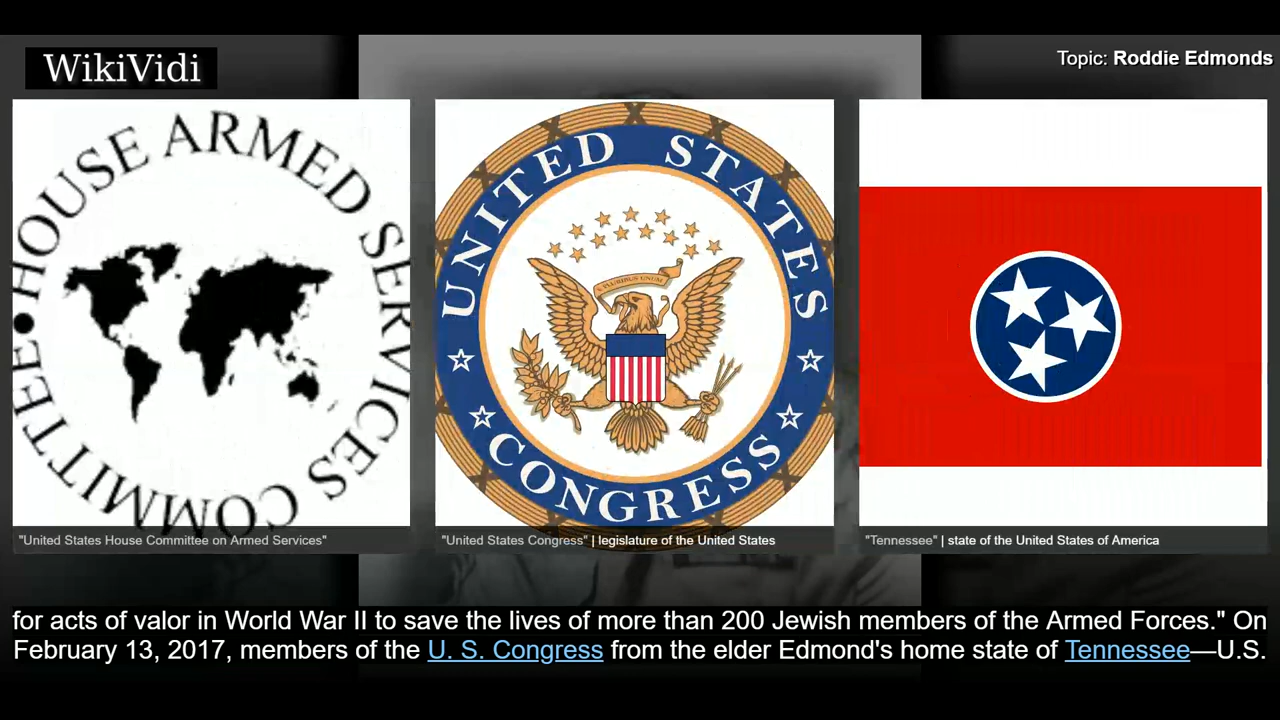 WikiVidi
Topic: Roddie Edmonds
HOUSE ARMED SERVICES COMMITTEE
UNITED STATES
CONGRESS
E PLURIBUS UNUM
"United States House Committee on Armed Services"
"United States Congress" | legislature of the United States
"Tennessee" | state of the United States of America
for acts of valor in World War II to save the lives of more than 200 Jewish members of the Armed Forces." On
February 13, 2017, members of the U. S. Congress from the elder Edmond's home state of Tennessee—U.S.